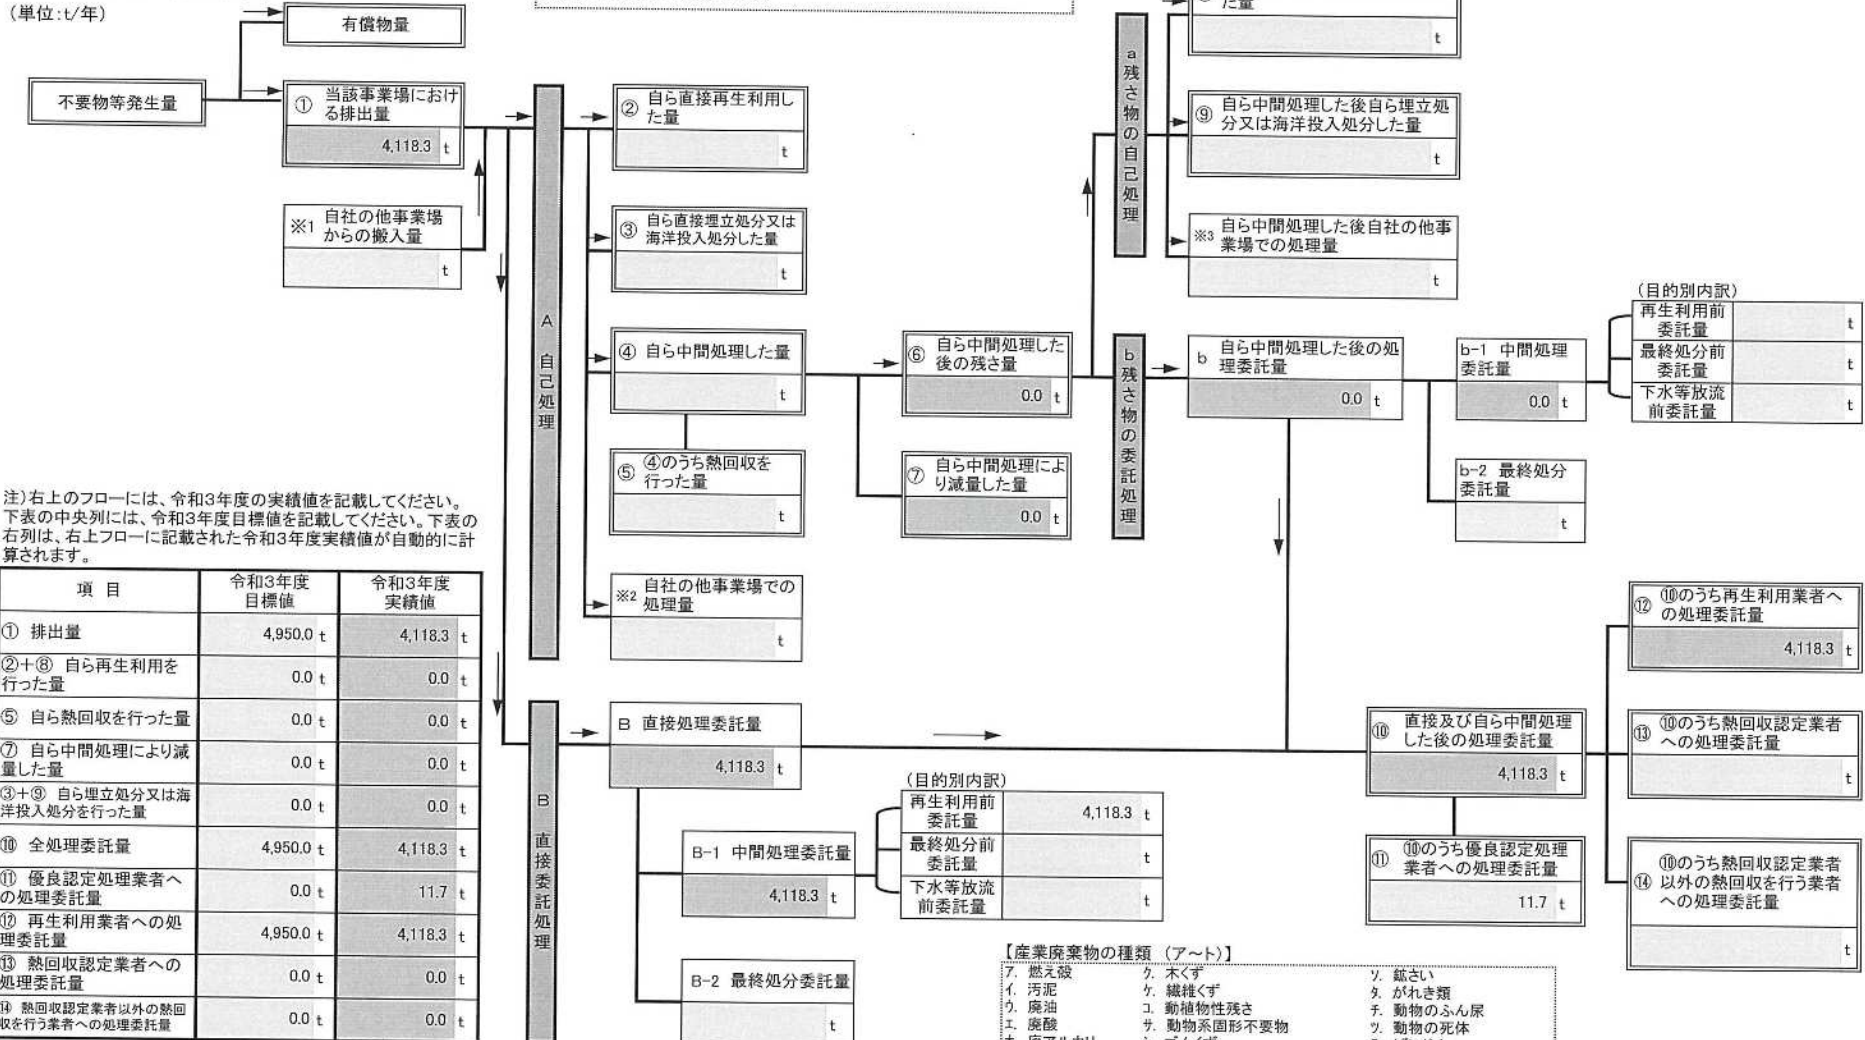 (単位:t/年)
有償物量
不要物等発生量
① 当該事業場におけ
る排出量
4,118.3 t
※1 自社の他事業場
からの搬入量
t
A 自己処理
② 自ら直接再生利用し
た量
t
③ 自ら直接埋立処分又は
海洋投入処分した量
t
④ 自ら中間処理した量
t
⑤ ④のうち熱回収を
行った量
t
※2 自社の他事業場での
処理量
t
⑥ 自ら中間処理した
後の残さ量
0.0 t
⑦ 自ら中間処理によ
り減量した量
0.0 t
a 残さ物の自己処理
た量
t
⑨ 自ら中間処理した後自ら埋立処
分又は海洋投入処分した量
t
※3 自ら中間処理した後自社の他事
業場での処理量
t
b 残さ物の委託処理
b 自ら中間処理した後の処
理委託量
0.0 t
b-1 中間処理
委託量
0.0 t
(目的別内訳)
再生利用前
委託量 t
最終処分前
委託量 t
下水等放流
前委託量 t
b-2 最終処分
委託量
t
注)右上のフローには、令和3年度の実績値を記載してください。
下表の中央列には、令和3年度目標値を記載してください。下表の
右列は、右上フローに記載された令和3年度実績値が自動的に計
算されます。
項 目 令和3年度 令和3年度
目標値 実績値
① 排出量 4,950.0 t 4,118.3 t
②+⑧ 自ら再生利用を
行った量 0.0 t 0.0 t
⑤ 自ら熱回収を行った量 0.0 t 0.0 t
⑦ 自ら中間処理により減
量した量 0.0 t 0.0 t
③+⑨ 自ら埋立処分又は海
洋投入処分を行った量 0.0 t 0.0 t
⑩ 全処理委託量 4,950.0 t 4,118.3 t
⑪ 優良認定処理業者へ
の処理委託量 0.0 t 11.7 t
⑫ 再生利用業者への処
理委託量 4,950.0 t 4,118.3 t
⑬ 熱回収認定業者への
処理委託量 0.0 t 0.0 t
⑭ 熱回収認定業者以外の熱回
収を行う業者への処理委託量 0.0 t 0.0 t
B 直接委託処理
B 直接処理委託量
4,118.3 t
B-1 中間処理委託量
4,118.3 t
(目的別内訳)
再生利用前
委託量 4,118.3 t
最終処分前
委託量 t
下水等放流
前委託量 t
B-2 最終処分委託量
t
⑩ 直接及び自ら中間処理
した後の処理委託量
4,118.3 t
⑪ ⑩のうち優良認定処理
業者への処理委託量
11.7 t
⑫ ⑩のうち再生利用業者へ
の処理委託量
4,118.3 t
⑬ ⑩のうち熱回収認定業者
への処理委託量
t
⑭ ⑩のうち熱回収認定業者
以外の熱回収を行う業者
への処理委託量
t
【産業廃棄物の種類 (ア~ト)】
ア. 燃え殻 ク. 木くず ソ. 鉱さい
イ. 汚泥 ケ. 繊維くず タ. がれき類
ウ. 廃油 コ. 動植物性残さ チ. 動物のふん尿
エ. 廃酸 サ. 動物系固形不要物 ツ. 動物の死体